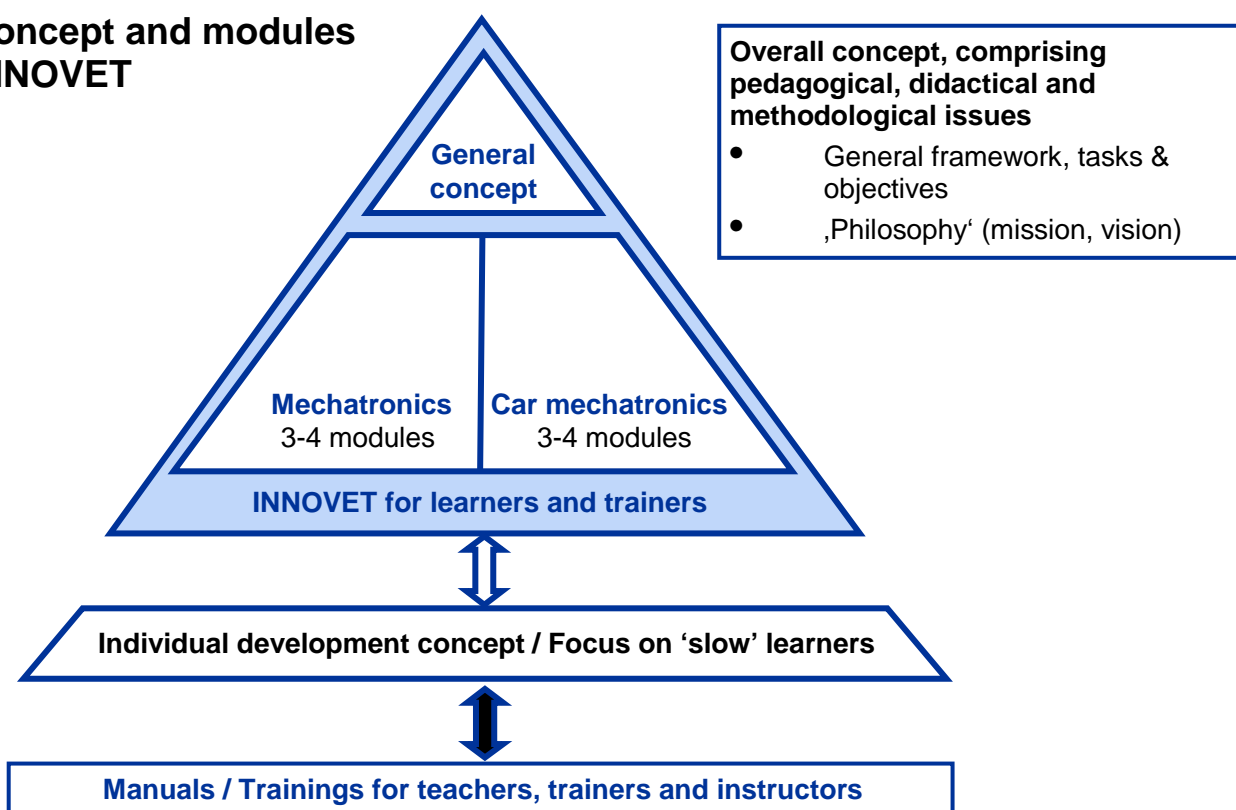 oncept and modules
NNOVET
Overall concept, comprising
pedagogical, didactical and
methodological issues
• General framework, tasks &
objectives
• ‚Philosophy‘ (mission, vision)
General
concept
Mechatronics
3-4 modules
Car mechatronics
3-4 modules
INNOVET for learners and trainers
Individual development concept / Focus on ‘slow’ learners
Manuals / Trainings for teachers, trainers and instructors